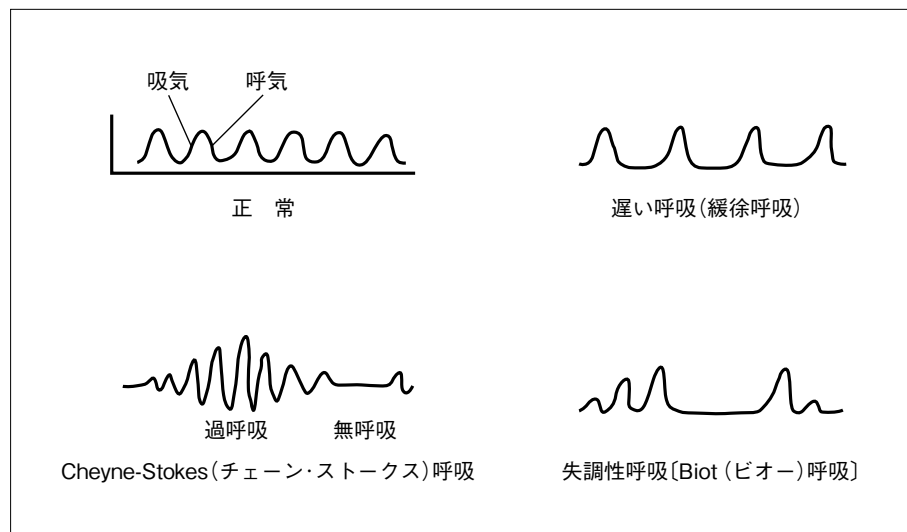 吸気 呼気
正 常
遅い呼吸(緩徐呼吸)
過呼吸 無呼吸
Cheyne-Stokes(チェーン・ストークス)呼吸
失調性呼吸〔Biot(ビオー)呼吸〕